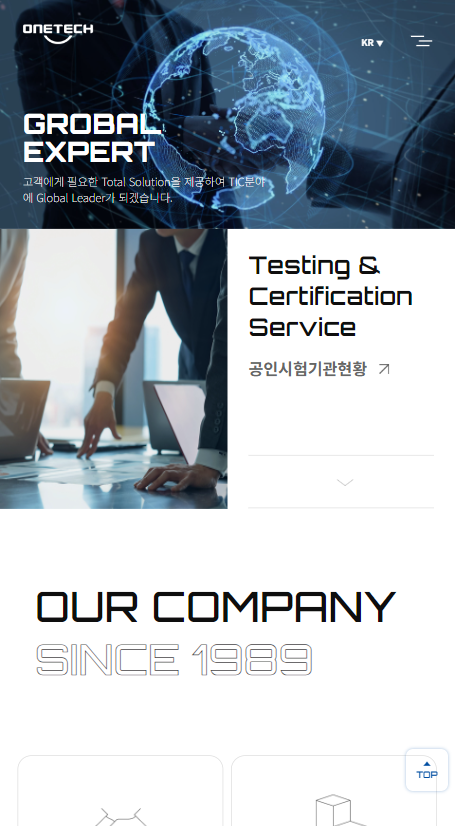 ONETECH
KR ▼
GROBAL
EXPERT
고객에게 필요한 Total Solution을 제공하여 TIC분야
에 Global Leader가 되겠습니다.
Testing &
Certification
Service
공인시험기관현황
OUR COMPANY
SINCE 1989
TOP